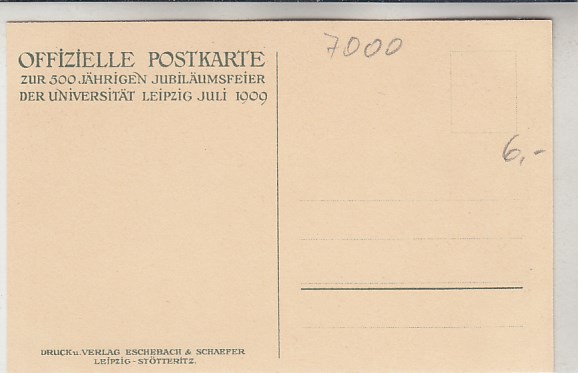 OFFIZIELLE POSTKARTE
ZUR 500 JÄHRIGEN JUBILÄUMSFEIER
DER UNIVERSITÄT LEIPZIG JULI 1909
7000
6,-
DRUCK u. VERLAG ESCHEBACH & SCHAEFER
LEIPZIG-STÖTTERITZ.